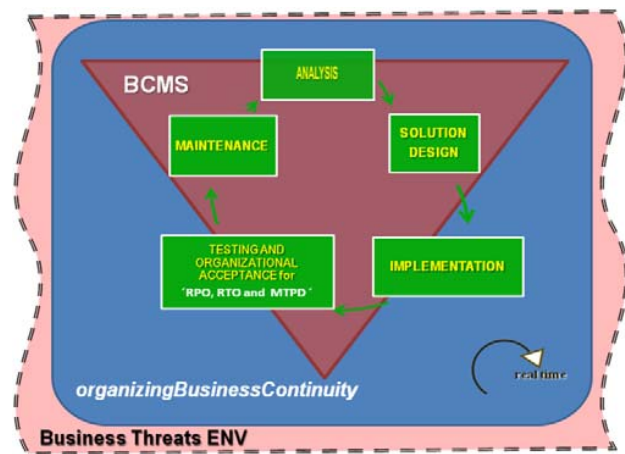 BCMS
ANALYSIS
MAINTENANCE
SOLUTION
DESIGN
TESTING AND
ORGANIZATIONAL
ACCEPTANCE for
´RPO, RTO and MTPD´
IMPLEMENTATION
real time
organizingBusinessContinuity
Business Threats ENV